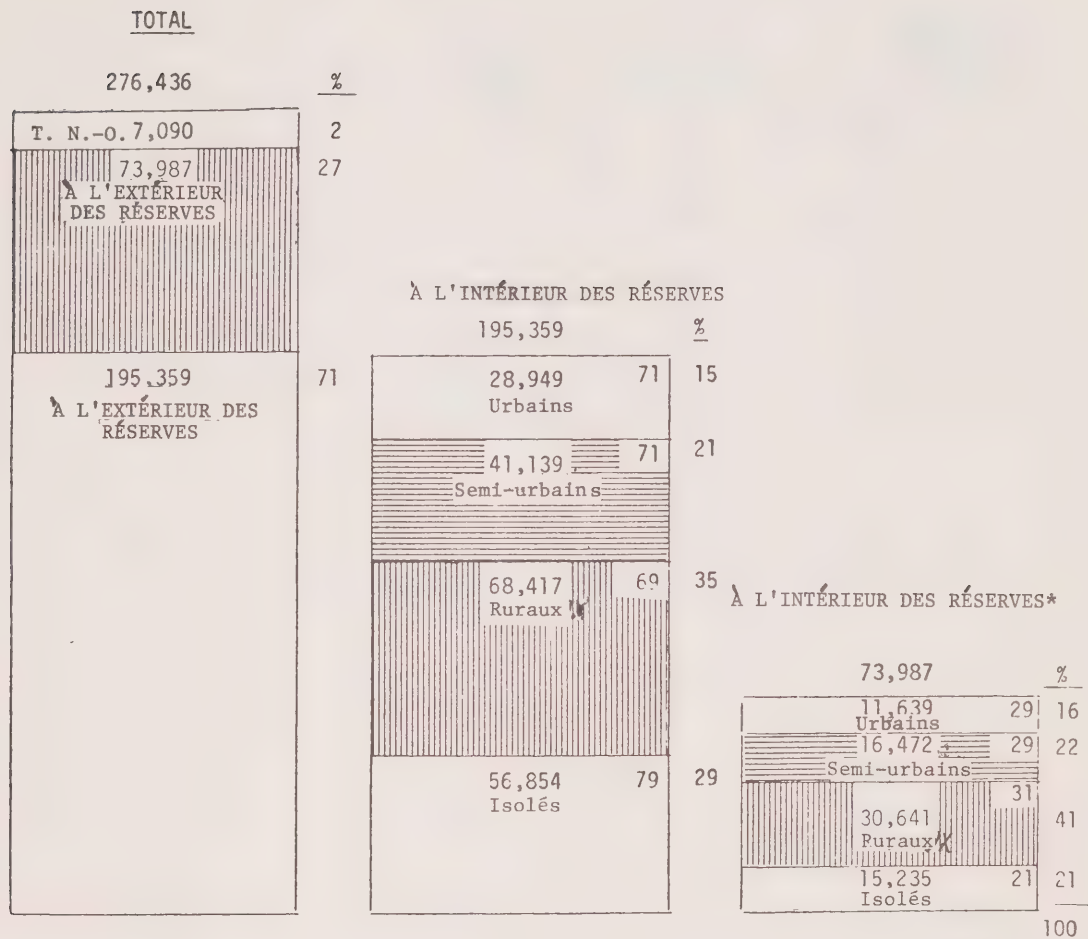 TOTAL
276,436 %
T. N.-O. 7,090 2
73,987 27
À L'EXTÉRIEUR
DES RÉSERVES
195,359 71
À L'EXTÉRIEUR DES
RÉSERVES
À L'INTÉRIEUR DES RÉSERVES
195,359 %
28,949 71 15
Urbains
41,139 71 21
Semi-urbains
68,417 69 35
Ruraux
56,854 79 29
Isolés
À L'INTÉRIEUR DES RÉSERVES*
73,987 %
11,639 29 16
Urbains
16,472 29 22
Semi-urbains
31
30,641 41
Ruraux
15,235 21 21
Isolés
100